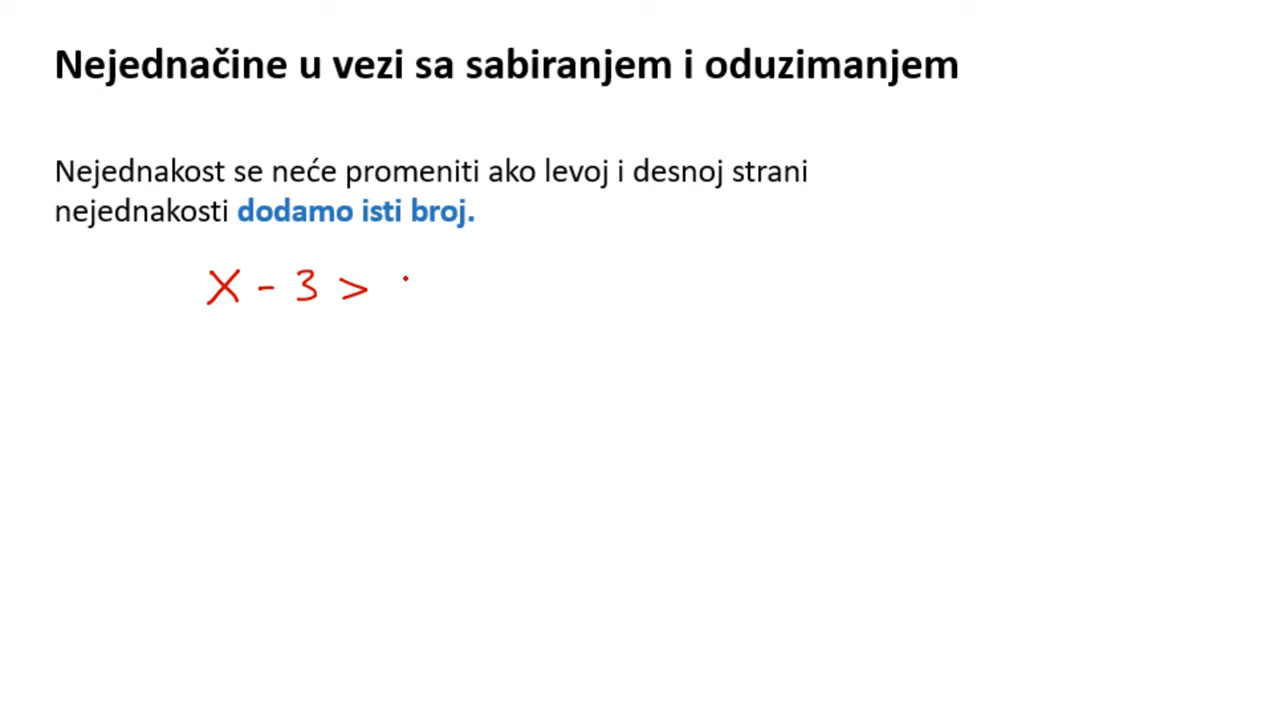 Nejednačine u vezi sa sabiranjem i oduzimanjem
Nejednakost se neće promeniti ako levoj i desnoj strani
nejednakosti dodamo isti broj.
X - 3 >